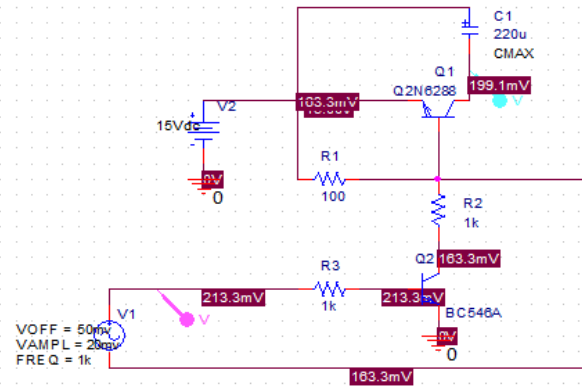 C1
220u
CMAX
Q1
Q2N6288
199.1mV
V
163.3mV
V2
15Vdc
0V
0
R1
100
R2
1k
Q2
163.3mV
R3
1k
213.3mV
213.3mV
BC546A
V
V1
VOFF = 50mv
VAMPL = 20mv
FREQ = 1k
0V
0
163.3mV